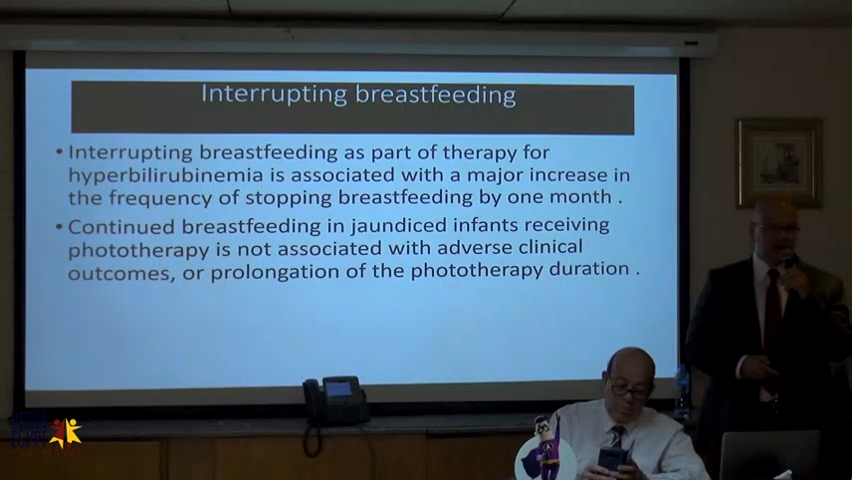 Interrupting breastfeeding
• Interrupting breastfeeding as part of therapy for
hyperbilirubinemia is associated with a major increase in
the frequency of stopping breastfeeding by one month .
• Continued breastfeeding in jaundiced infants receiving
phototherapy is not associated with adverse clinical
outcomes, or prolongation of the phototherapy duration .